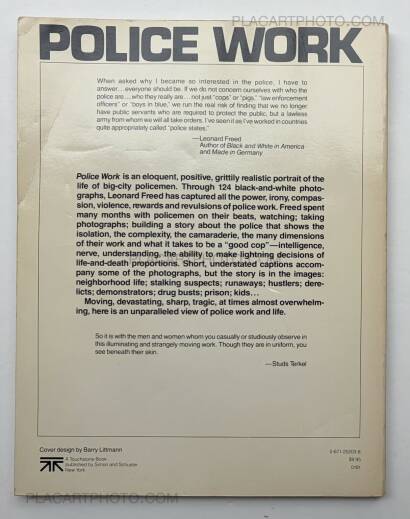 PLACARTPHOTO.COM
POLICE WORK
When asked why I became so interested in the police, I have to
answer...everyone should be. If we do not concern ourselves with who the
police are...who they really are...not just "cops" or "pigs," "law enforcement
officers" or "boys in blue," we run the real risk of finding that we no longer
have public servants who are required to protect the public, but a lawless
army from whom we will all take orders. I've seen it as I've worked in countries
quite appropriately called "police states."
—Leonard Freed
Author of Black and White in America
and Made in Germany
Police Work is an eloquent, positive, grittily realistic portrait of the
life of big-city policemen. Through 124 black-and-white photo-
graphs, Leonard Freed has captured all the power, irony, compas-
sion, violence, rewards and revulsions of police work. Freed spent
many months with policemen on their beats, watching; taking
photographs; building a story about the police that shows the
isolation, the complexity, the camaraderie, the many dimensions
of their work and what it takes to be a "good cop"—intelligence,
nerve, understanding, the ability to make lightning decisions of
life-and-death proportions. Short, understated captions accom-
pany some of the photographs, but the story is in the images:
neighborhood life; stalking suspects; runaways; hustlers; dere-
licts; demonstrators; drug busts; prison; kids...
Moving, devastating, sharp, tragic, at times almost overwhelm-
ing, here is an unparalleled view of police work and life.
So it is with the men and women whom you casually or studiously observe in
this illuminating and strangely moving work. Though they are in uniform, you
see beneath their skin.
—Studs Terkel
Cover design by Barry Littmann
A Touchstone Book
published by Simon and Schuster
New York
0-671-25203-8
$9.95
PLACARTPHOTO.COM